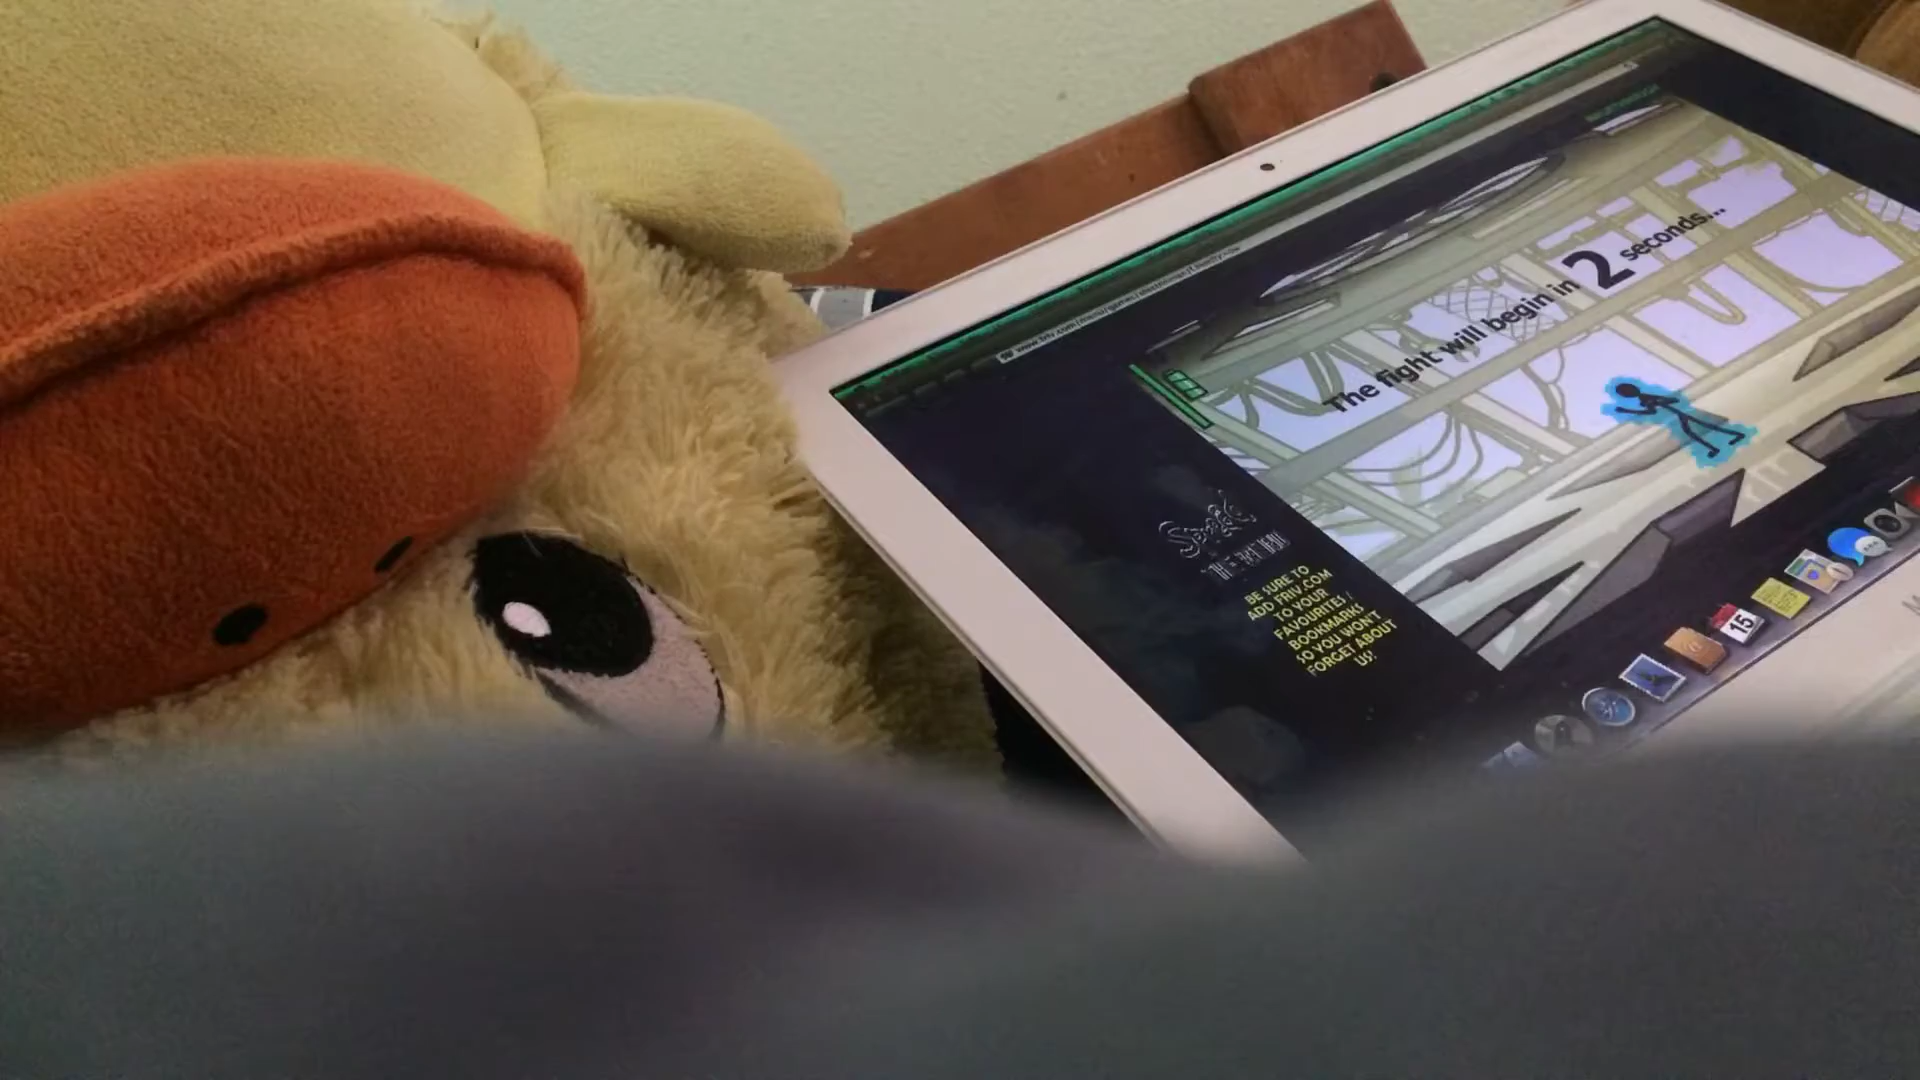 The fight will begin in 2 seconds...
BE SURE TO
ADD FRIV.COM
TO YOUR
FAVOURITES /
BOOKMARKS
SO YOU WON'T
FORGET ABOUT
US!
15